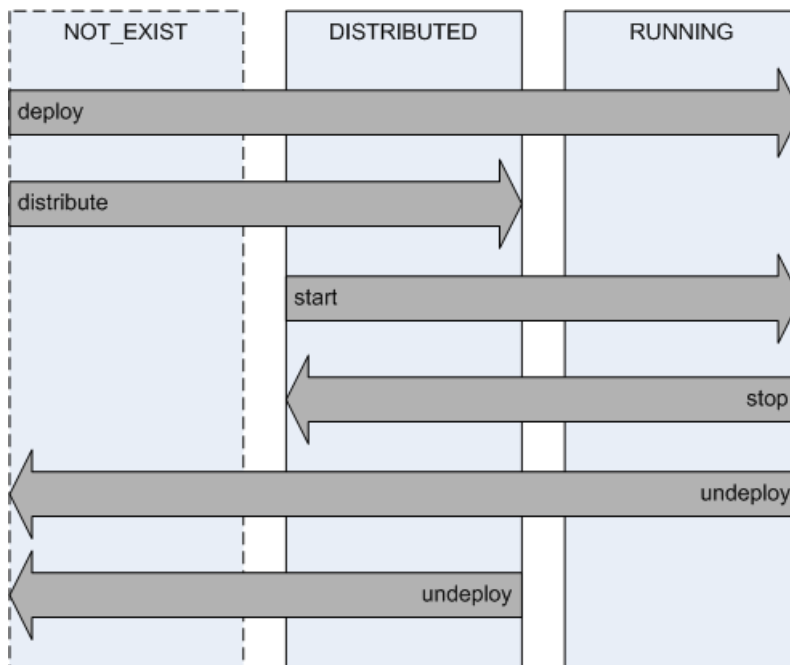 NOT_EXIST DISTRIBUTED RUNNING
deploy
distribute
start
stop
undeploy
undeploy